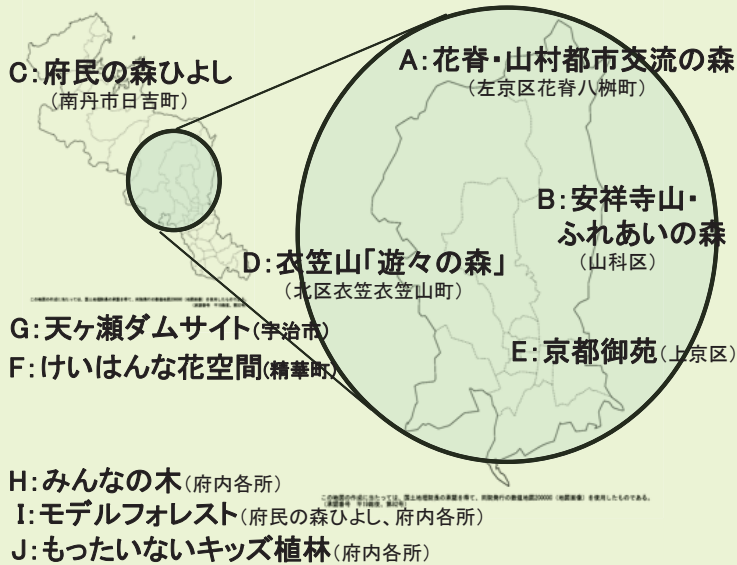 C:府民の森ひよし
(南丹市日吉町)
A:花脊・山村都市交流の森
(左京区花脊八桝町)
B:安祥寺山・
ふれあいの森
(山科区)
D:衣笠山「遊々の森」
(北区衣笠衣笠山町)
G:天ヶ瀬ダムサイト(宇治市)
F:けいはんな花空間(精華町)
E:京都御苑(上京区)
H:みんなの木(府内各所)
I:モデルフォレスト(府民の森ひよし、府内各所)
J:もったいないキッズ植林(府内各所)